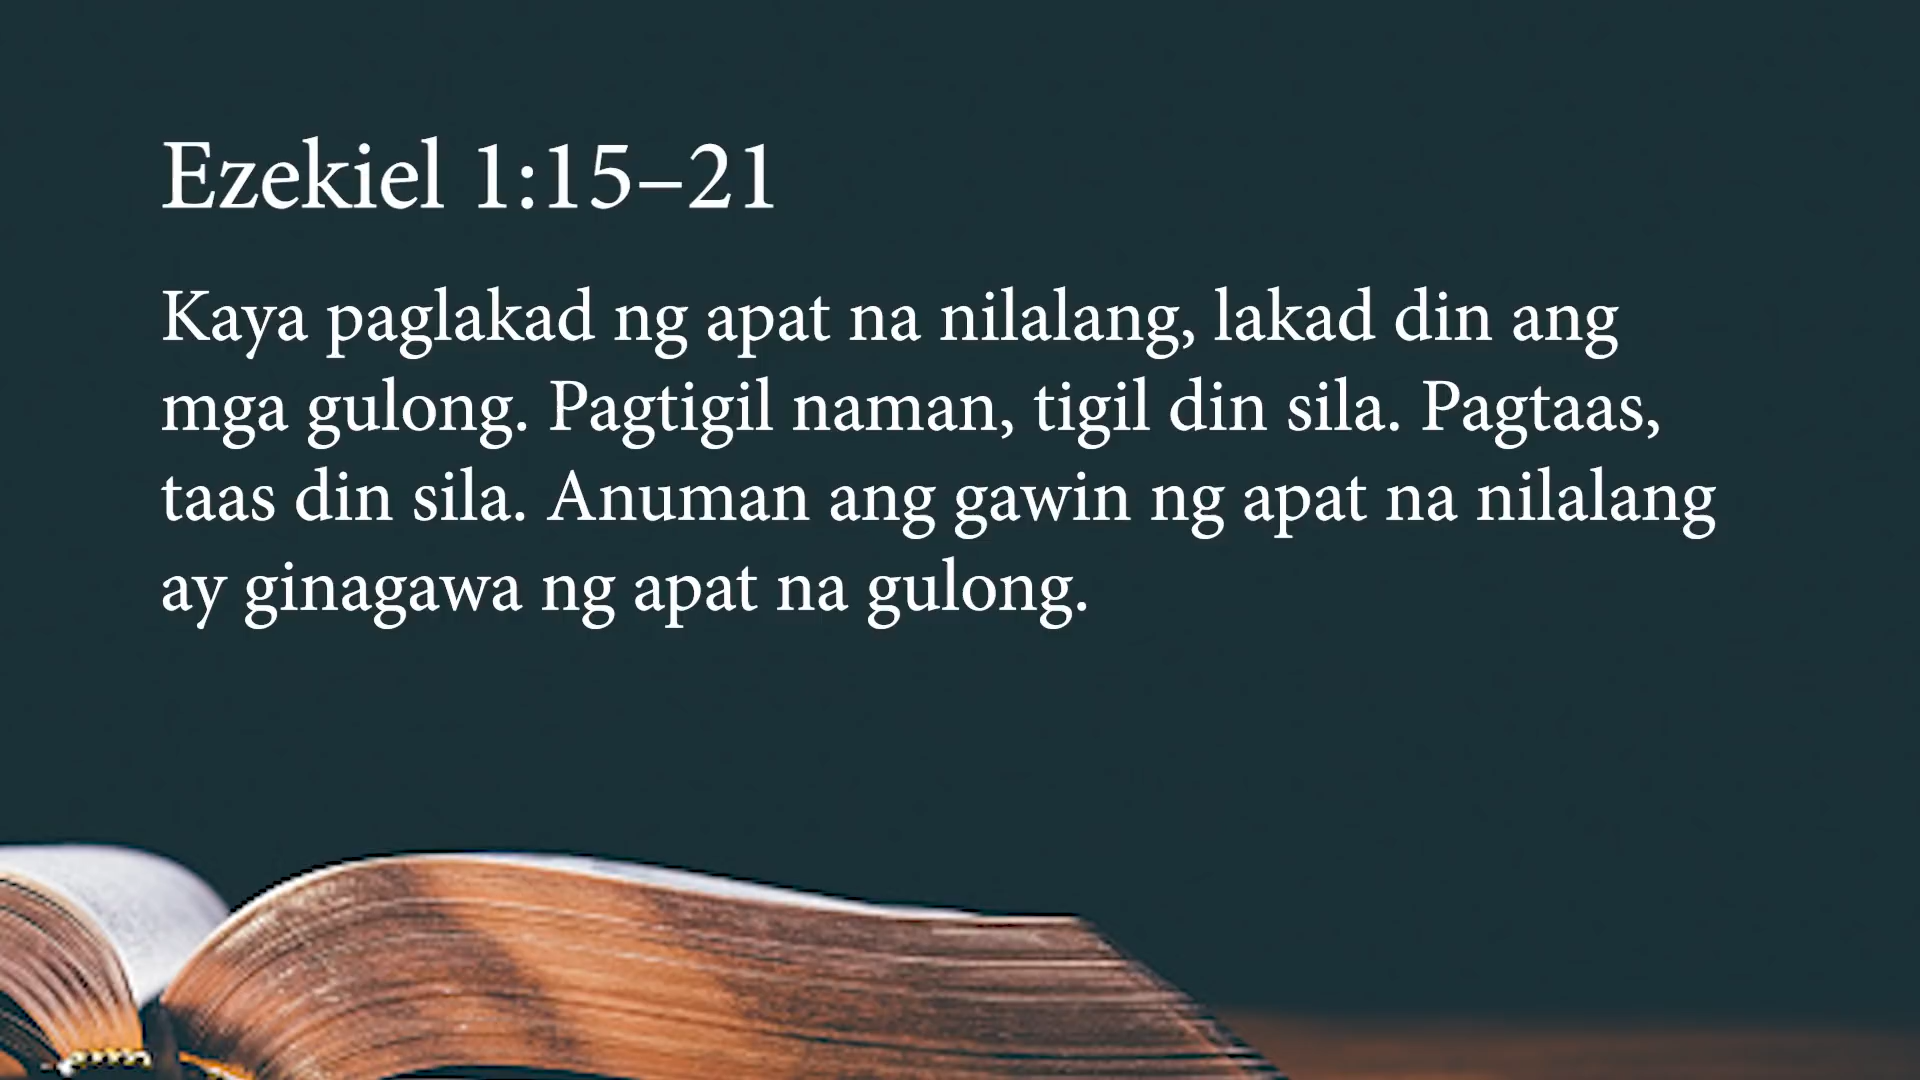 Ezekiel 1:15–21
Kaya paglakad ng apat na nilalang, lakad din ang
mga gulong. Pagtigil naman, tigil din sila. Pagtaas,
taas din sila. Anuman ang gawin ng apat na nilalang
ay ginagawa ng apat na gulong.